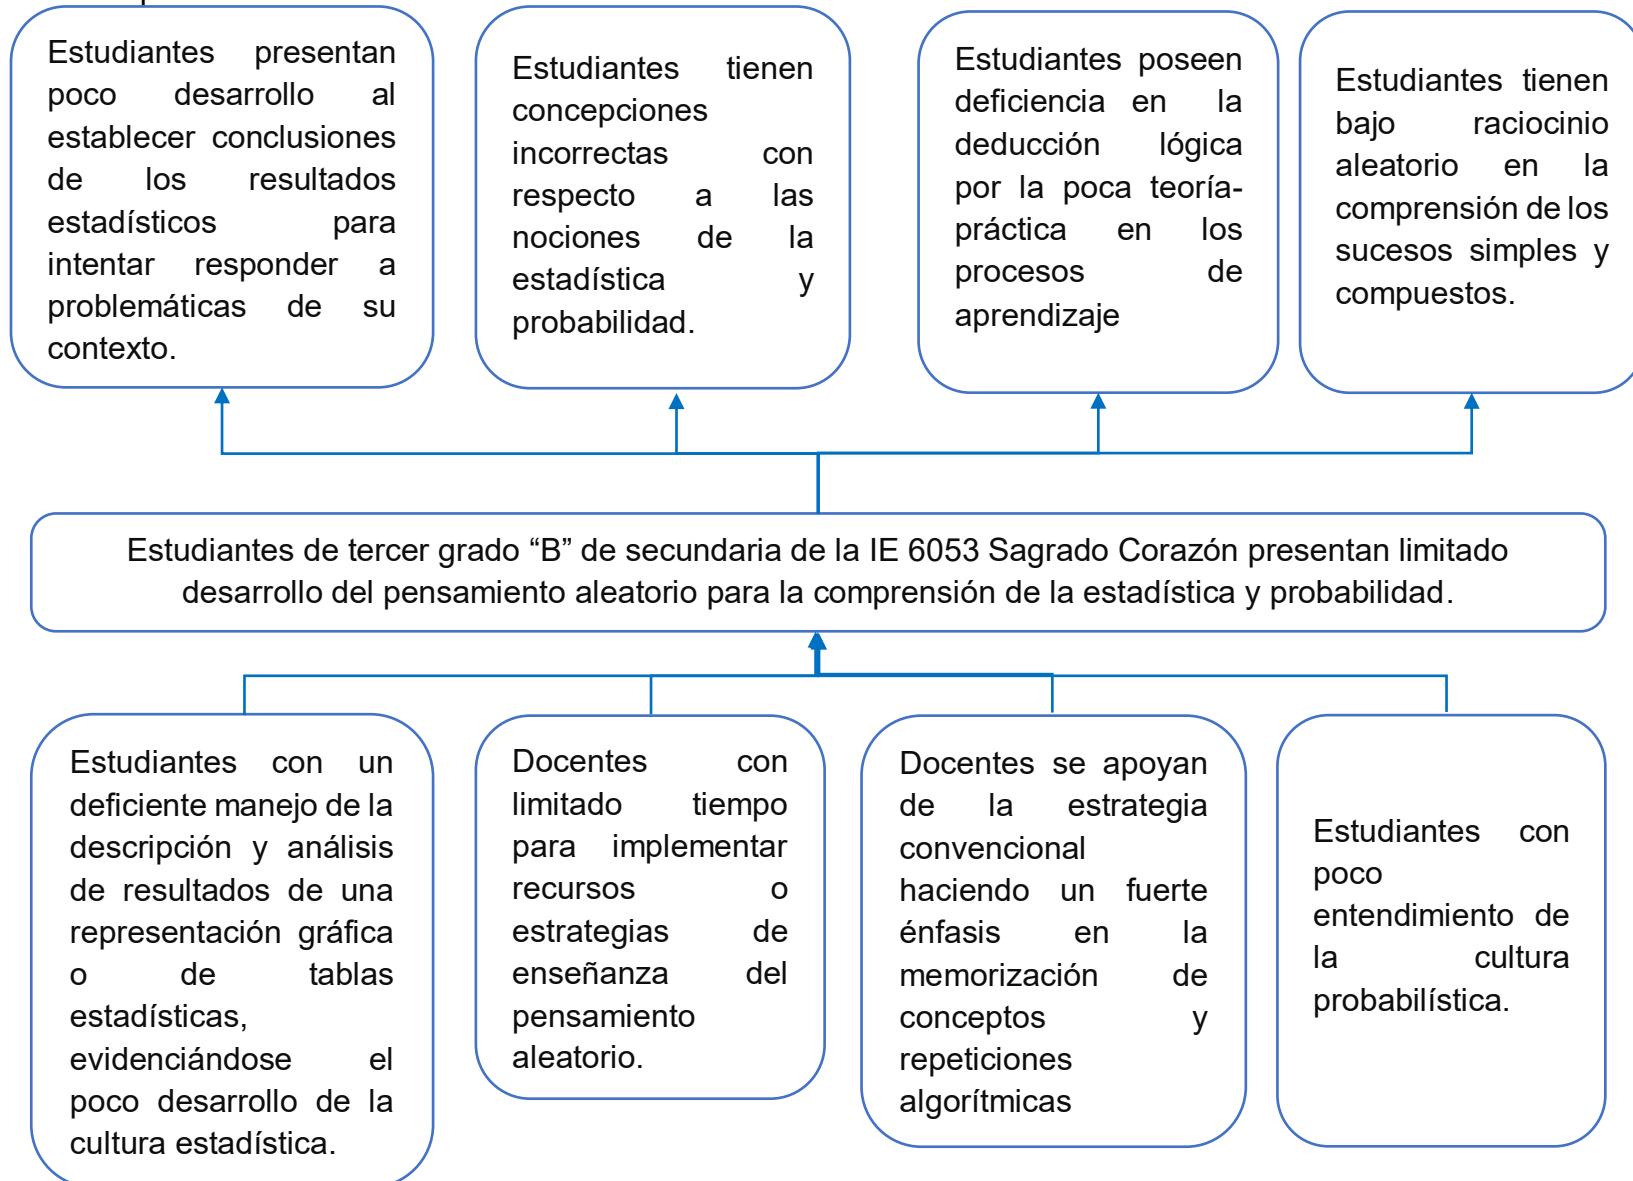 Estudiantes presentan
poco desarrollo al
establecer conclusiones
de los resultados
estadísticos para
intentar responder a
problemáticas de su
contexto.
Estudiantes tienen
concepciones
incorrectas con
respecto a las
nociones de la
estadística y
probabilidad.
Estudiantes poseen
deficiencia en la
deducción lógica
por la poca teoría-
práctica en los
procesos de
aprendizaje
Estudiantes tienen
bajo raciocinio
aleatorio en la
comprensión de los
sucesos simples y
compuestos.
Estudiantes de tercer grado “B” de secundaria de la IE 6053 Sagrado Corazón presentan limitado
desarrollo del pensamiento aleatorio para la comprensión de la estadística y probabilidad.
Estudiantes con un
deficiente manejo de la
descripción y análisis
de resultados de una
representación gráfica
o de tablas
estadísticas,
evidenciándose el
poco desarrollo de la
cultura estadística.
Docentes con
limitado tiempo
para implementar
recursos o
estrategias de
enseñanza del
pensamiento
aleatorio.
Docentes se apoyan
de la estrategia
convencional
haciendo un fuerte
énfasis en la
memorización de
conceptos y
repeticiones
algorítmicas
Estudiantes con
poco
entendimiento de
la cultura
probabilística.